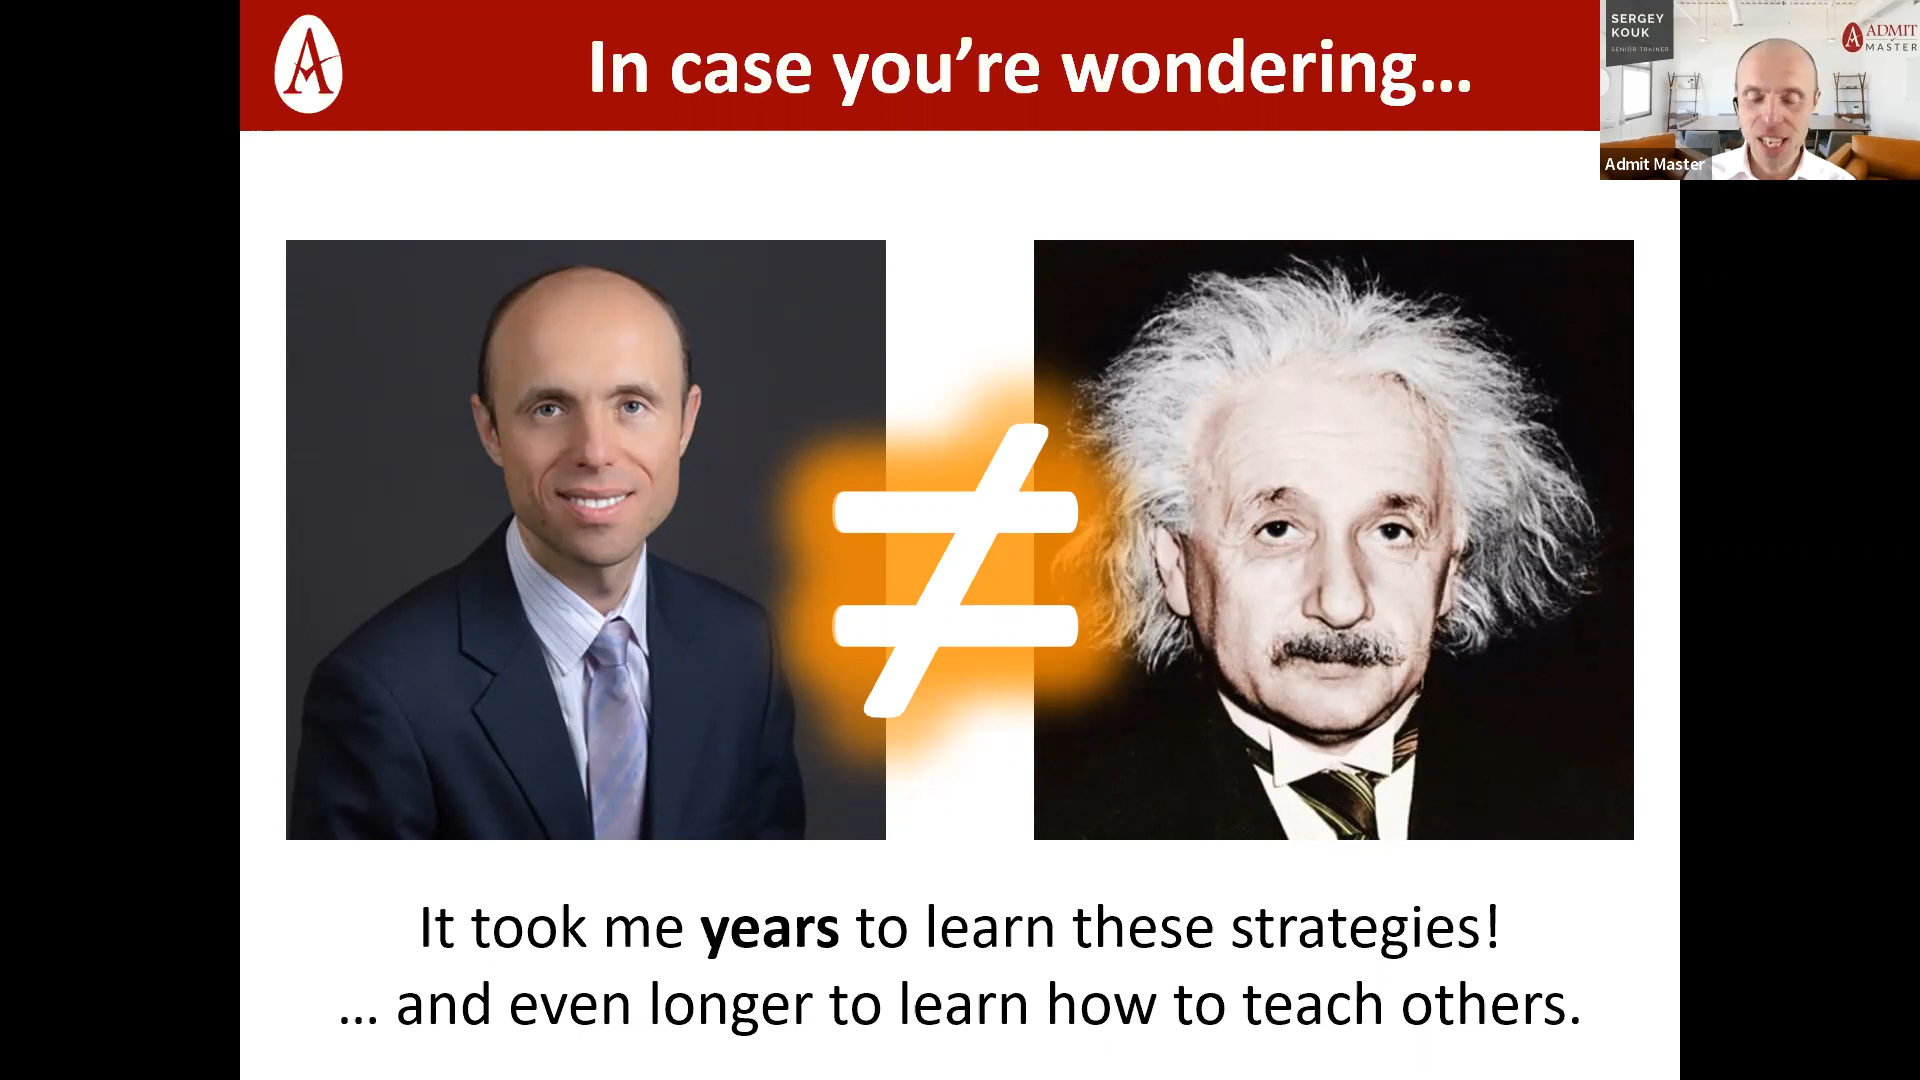 In case you’re wondering…
SERGEY
KOUK
SENIOR TRAINER
ADMIT
MASTER
Admit Master
≠
It took me years to learn these strategies!
… and even longer to learn how to teach others.